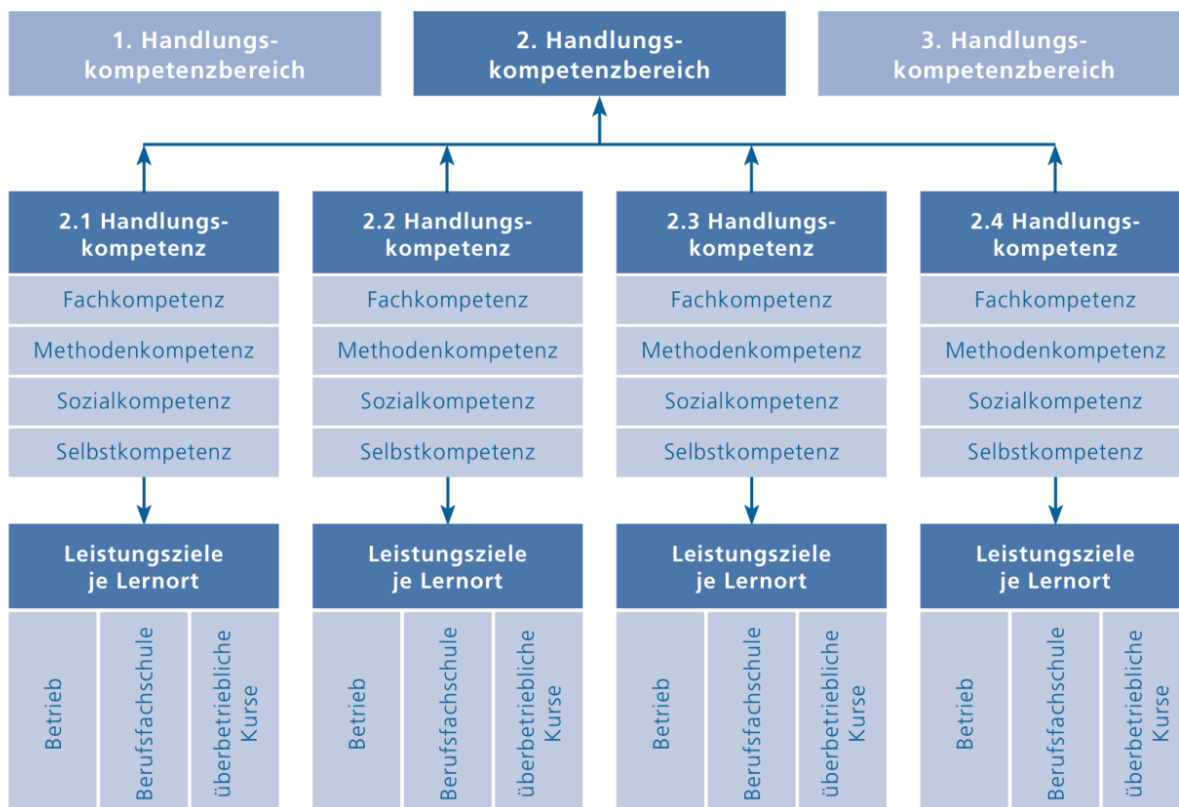 1. Handlungs-
kompetenzbereich
2. Handlungs-
kompetenzbereich
3. Handlungs-
kompetenzbereich
2.1 Handlungs-
kompetenz
Fachkompetenz
Methodenkompetenz
Sozialkompetenz
Selbstkompetenz
Leistungsziele
je Lernort
Betrieb
Berufsfachschule
überbetriebliche
Kurse
2.2 Handlungs-
kompetenz
Fachkompetenz
Methodenkompetenz
Sozialkompetenz
Selbstkompetenz
Leistungsziele
je Lernort
Betrieb
Berufsfachschule
überbetriebliche
Kurse
2.3 Handlungs-
kompetenz
Fachkompetenz
Methodenkompetenz
Sozialkompetenz
Selbstkompetenz
Leistungsziele
je Lernort
Betrieb
Berufsfachschule
überbetriebliche
Kurse
2.4 Handlungs-
kompetenz
Fachkompetenz
Methodenkompetenz
Sozialkompetenz
Selbstkompetenz
Leistungsziele
je Lernort
Betrieb
Berufsfachschule
überbetriebliche
Kurse